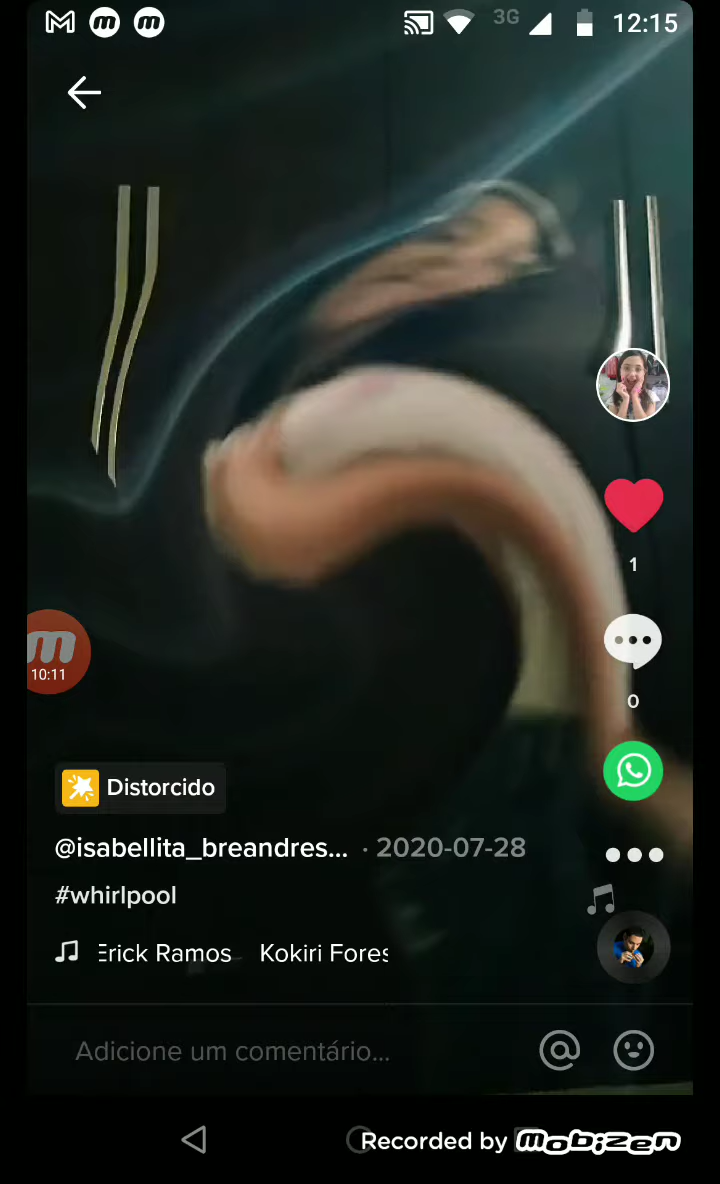 3G 12:15
1
m
10:11
0
Distorcido
@isabellita_breandres... · 2020-07-28
#whirlpool
Erick Ramos Kokiri Fores
Adicione um comentário...
Recorded by mobizen